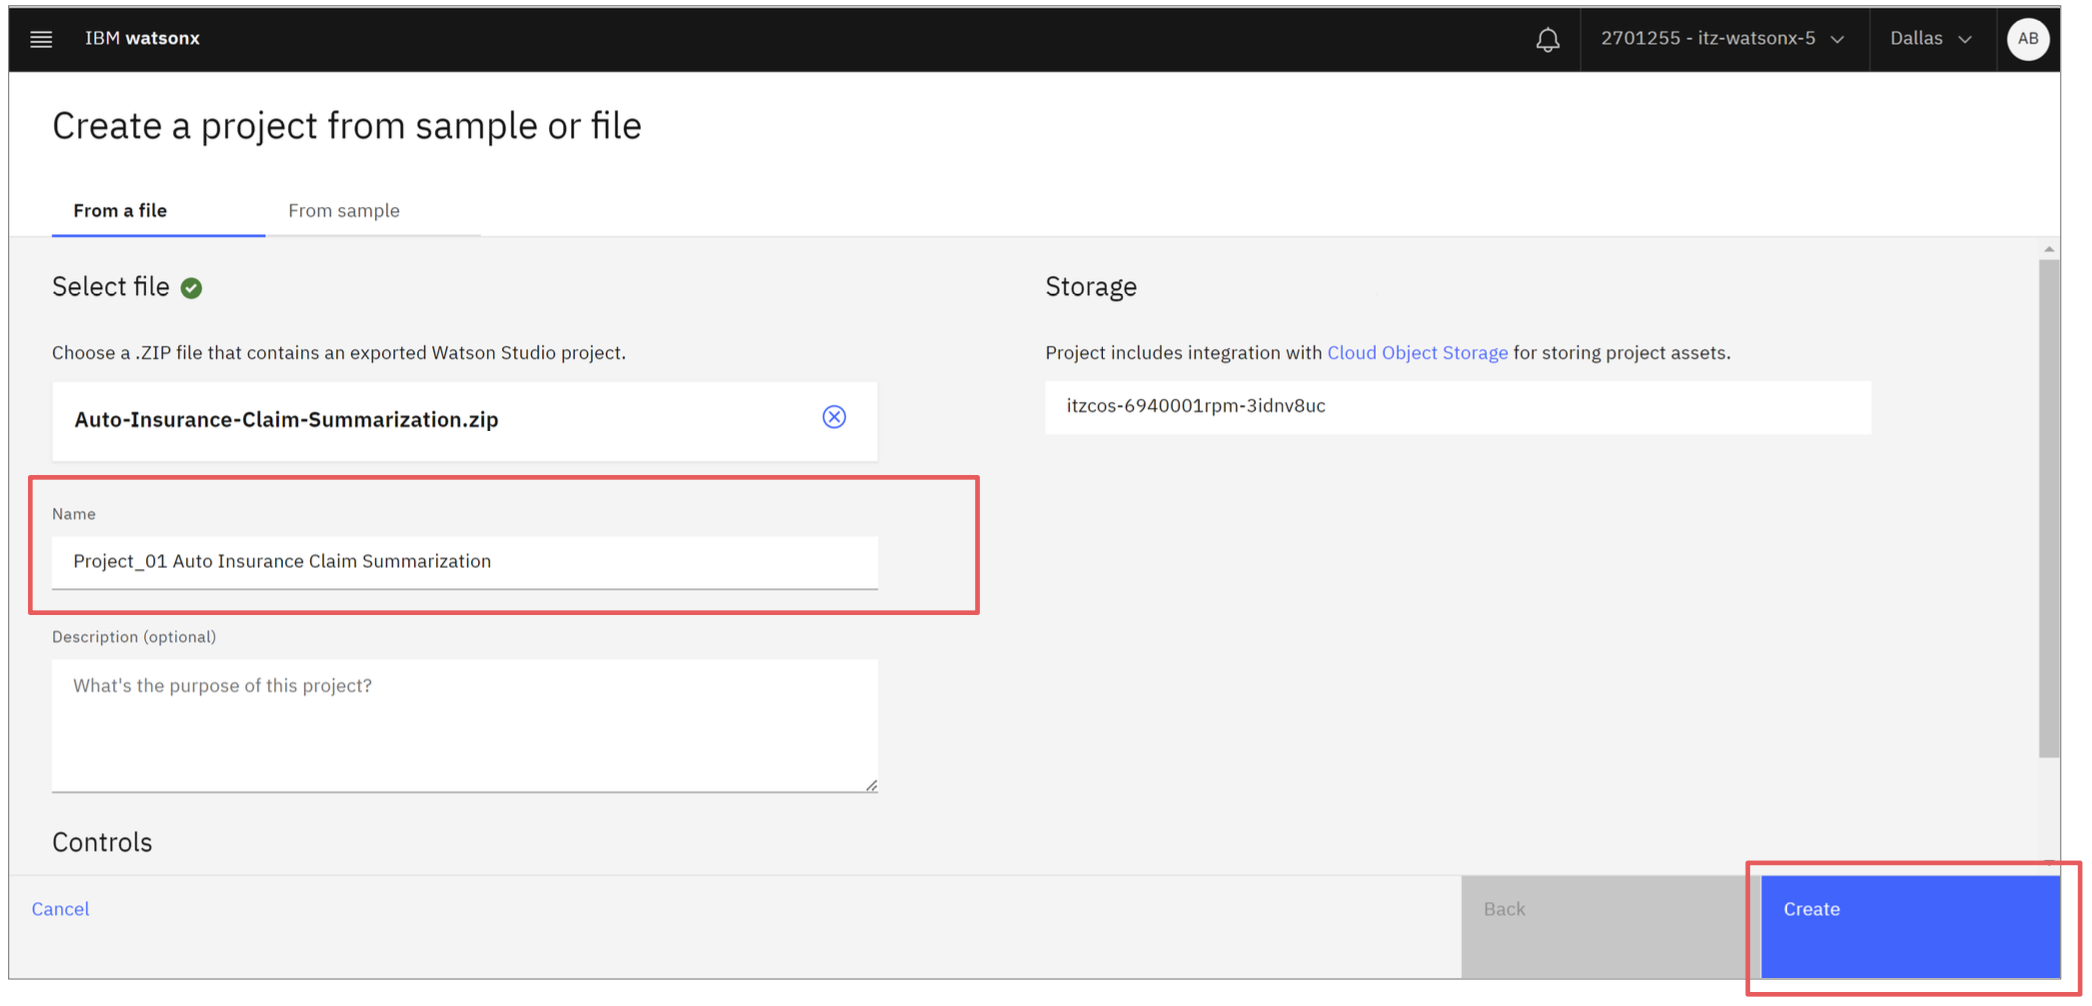 IBM watsonx
2701255 - itz-watsonx-5
Dallas
AB
Create a project from sample or file
From a file
From sample
Select file
Choose a .ZIP file that contains an exported Watson Studio project.
Auto-Insurance-Claim-Summarization.zip
Name
Project_01 Auto Insurance Claim Summarization
Description (optional)
What's the purpose of this project?
Controls
Storage
Project includes integration with Cloud Object Storage for storing project assets.
itzcos-6940001rpm-3idnv8uc
Cancel
Back
Create